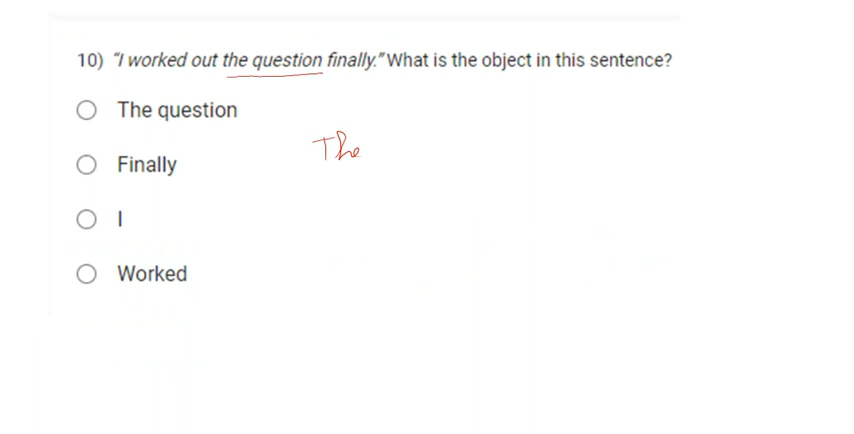 10) "I worked out the question finally." What is the object in this sentence?
The question
The
Finally
I
Worked